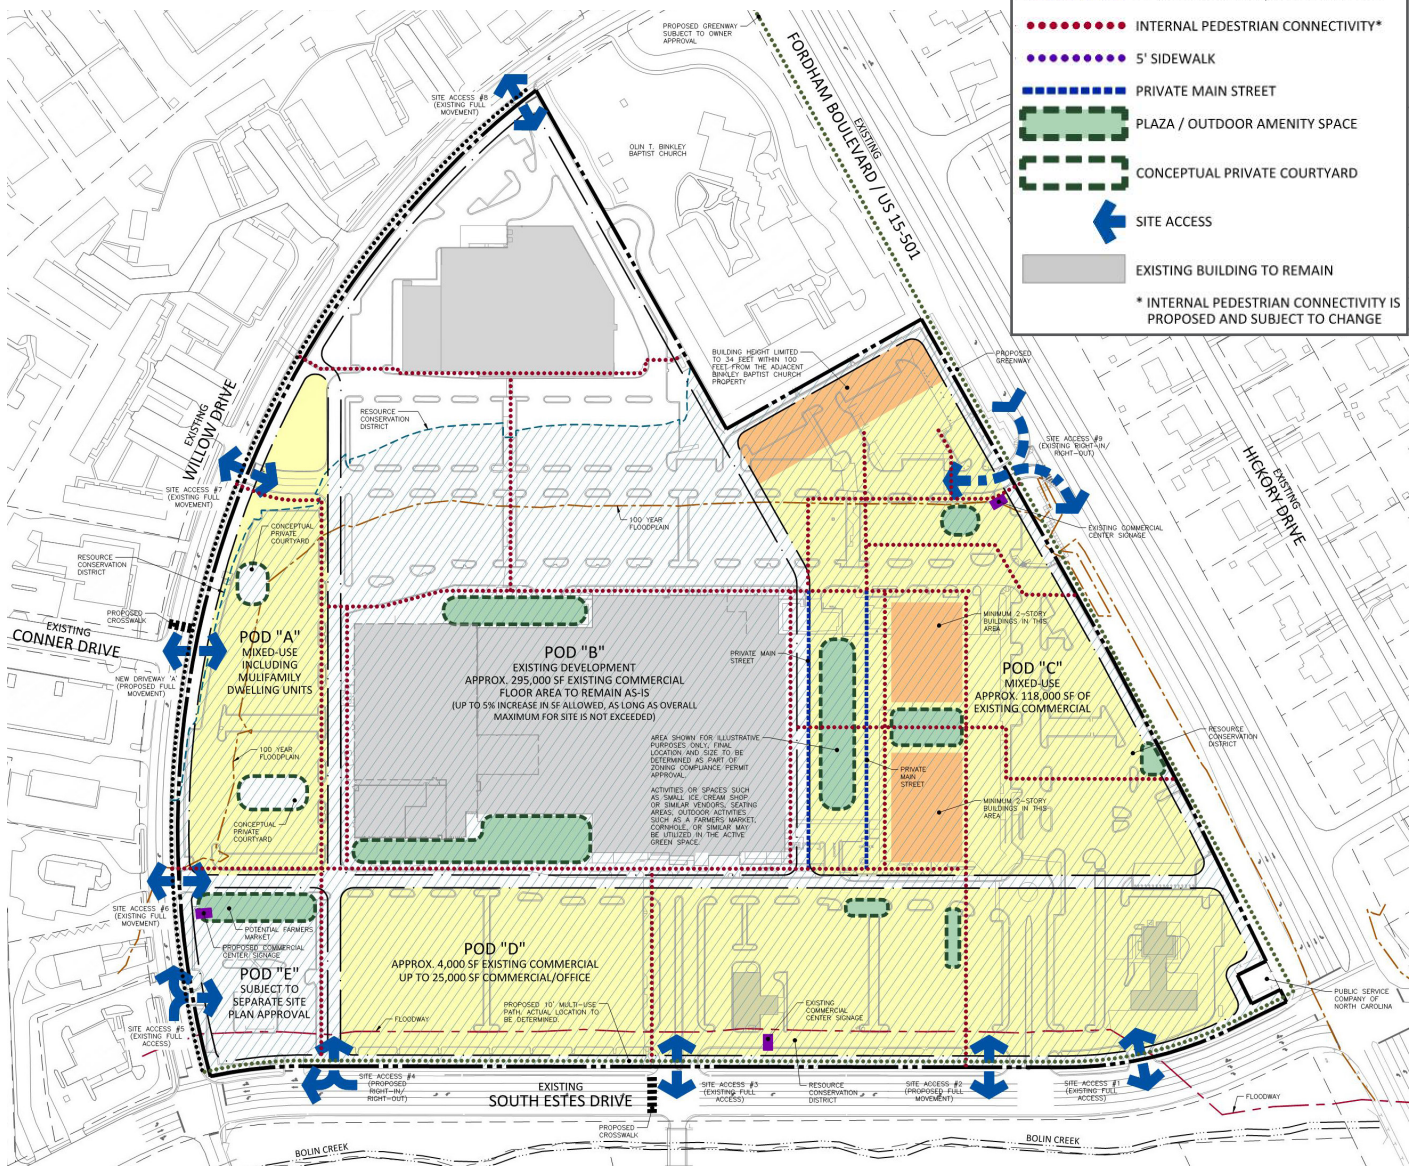 PROPOSED GREENWAY
SUBJECT TO OWNER
APPROVAL
INTERNAL PEDESTRIAN CONNECTIVITY*
5' SIDEWALK
PRIVATE MAIN STREET
PLAZA / OUTDOOR AMENITY SPACE
CONCEPTUAL PRIVATE COURTYARD
SITE ACCESS
EXISTING BUILDING TO REMAIN
* INTERNAL PEDESTRIAN CONNECTIVITY IS
PROPOSED AND SUBJECT TO CHANGE
EXISTING
FORDHAM BOULEVARD / US 15-501
SITE ACCESS #8
(EXISTING FULL
MOVEMENT)
OLIN T. BINKLEY
BAPTIST CHURCH
BUILDING HEIGHT LIMITED
TO 34 FEET WITHIN 100
FEET FROM THE ADJACENT
BINKLEY BAPTIST CHURCH
PROPERTY
PROPOSED
GREENWAY
EXISTING
WILLOW DRIVE
RESOURCE
CONSERVATION
DISTRICT
SITE ACCESS #9
(EXISTING RIGHT-IN/
RIGHT-OUT)
EXISTING
HICKORY DRIVE
SITE ACCESS #7
(EXISTING FULL
MOVEMENT)
100 YEAR
FLOODPLAIN
EXISTING COMMERCIAL
CENTER SIGNAGE
CONCEPTUAL
PRIVATE
COURTYARD
RESOURCE
CONSERVATION
DISTRICT
PROPOSED
CROSSWALK
EXISTING
CONNER DRIVE
POD "A"
MIXED-USE
INCLUDING
MULIFAMILY
DWELLING UNITS
NEW DRIVEWAY 'A'
(PROPOSED FULL
MOVEMENT)
POD "B"
EXISTING DEVELOPMENT
APPROX. 295,000 SF EXISTING COMMERCIAL
FLOOR AREA TO REMAIN AS-IS
(UP TO 5% INCREASE IN SF ALLOWED, AS LONG AS OVERALL
MAXIMUM FOR SITE IS NOT EXCEEDED)
PRIVATE MAIN
STREET
MINIMUM 2-STORY
BUILDINGS IN THIS
AREA
POD "C"
MIXED-USE
APPROX. 118,000 SF OF
EXISTING COMMERCIAL
AREA SHOWN FOR ILLUSTRATIVE
PURPOSES ONLY, FINAL
LOCATION AND SIZE TO BE
DETERMINED AS PART OF
ZONING COMPLIANCE PERMIT
APPROVAL.
ACTIVITIES OR SPACES SUCH
AS SMALL ICE CREAM SHOP
OR SIMILAR VENDORS, SEATING
AREAS, OUTDOOR ACTIVITIES
SUCH AS A FARMERS MARKET,
CORNHOLE, OR SIMILAR MAY
BE UTILIZED IN THE ACTIVE
GREEN SPACE.
RESOURCE
CONSERVATION
DISTRICT
100 YEAR
FLOODPLAIN
PRIVATE
MAIN
STREET
MINIMUM 2-STORY
BUILDINGS IN THIS
AREA
CONCEPTUAL
PRIVATE
COURTYARD
SITE ACCESS #6
(EXISTING FULL
MOVEMENT)
POTENTIAL FARMERS
MARKET
PROPOSED COMMERCIAL
CENTER SIGNAGE
POD "E"
SUBJECT TO
SEPARATE SITE
PLAN APPROVAL
POD "D"
APPROX. 4,000 SF EXISTING COMMERCIAL
UP TO 25,000 SF COMMERCIAL/OFFICE
PROPOSED 10' MULTI-USE
PATH. ACTUAL LOCATION TO
BE DETERMINED.
FLOODWAY
EXISTING
COMMERCIAL
CENTER SIGNAGE
PUBLIC SERVICE
COMPANY OF
NORTH CAROLINA
SITE ACCESS #5
(EXISTING FULL
ACCESS)
SITE ACCESS #4
(PROPOSED
RIGHT-IN/
RIGHT-OUT)
EXISTING
SOUTH ESTES DRIVE
SITE ACCESS #3
(EXISTING FULL
ACCESS)
RESOURCE
CONSERVATION
DISTRICT
SITE ACCESS #2
(PROPOSED FULL
MOVEMENT)
SITE ACCESS #1
(EXISTING FULL
ACCESS)
FLOODWAY
PROPOSED
CROSSWALK
BOLIN CREEK
BOLIN CREEK